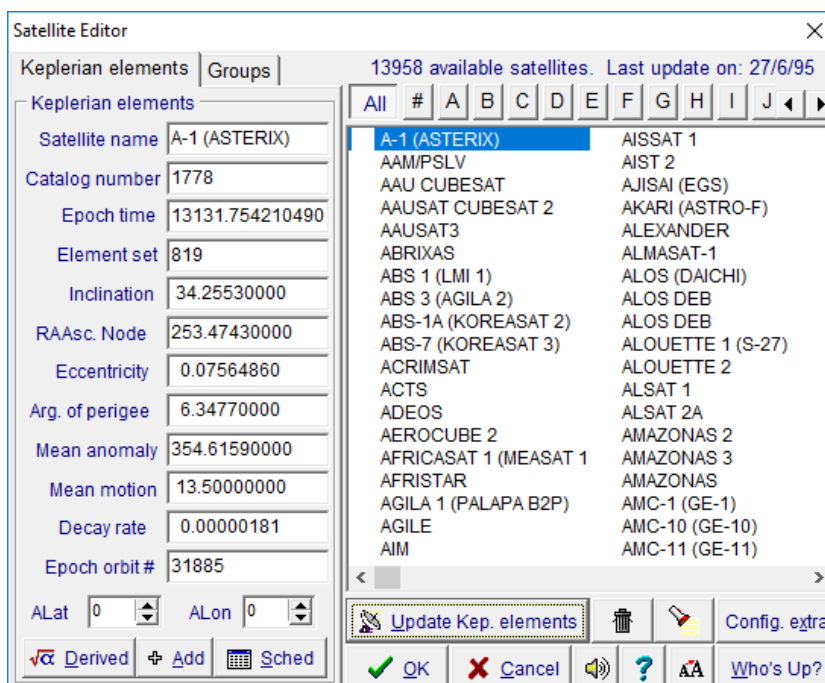 Satellite Editor
Keplerian elements Groups
13958 available satellites. Last update on: 27/6/95
Keplerian elements
Satellite name A-1 (ASTERIX)
Catalog number 1778
Epoch time 13131.754210490
Element set 819
Inclination 34.25530000
RAAsc. Node 253.47430000
Eccentricity 0.07564860
Arg. of perigee 6.34770000
Mean anomaly 354.61590000
Mean motion 13.50000000
Decay rate 0.00000181
Epoch orbit # 31885
ALat 0 ALon 0
√α Derived Add Sched
All # A B C D E F G H I J
A-1 (ASTERIX)
AAM/PSLV
AAU CUBESAT
AAUSAT CUBESAT 2
AAUSAT3
ABRIXAS
ABS 1 (LMI 1)
ABS 3 (AGILA 2)
ABS-1A (KOREASAT 2)
ABS-7 (KOREASAT 3)
ACRIMSAT
ACTS
ADEOS
AEROCUBE 2
AFRICASAT 1 (MEASAT 1
AFRISTAR
AGILA 1 (PALAPA B2P)
AGILE
AIM
AISSAT 1
AIST 2
AJISAI (EGS)
AKARI (ASTRO-F)
ALEXANDER
ALMASAT-1
ALOS (DAICHI)
ALOS DEB
ALOS DEB
ALOUETTE 1 (S-27)
ALOUETTE 2
ALSAT 1
ALSAT 2A
AMAZONAS 2
AMAZONAS 3
AMAZONAS
AMC-1 (GE-1)
AMC-10 (GE-10)
AMC-11 (GE-11)
Update Kep. elements Config. extra
OK Cancel ? AA Who's Up?